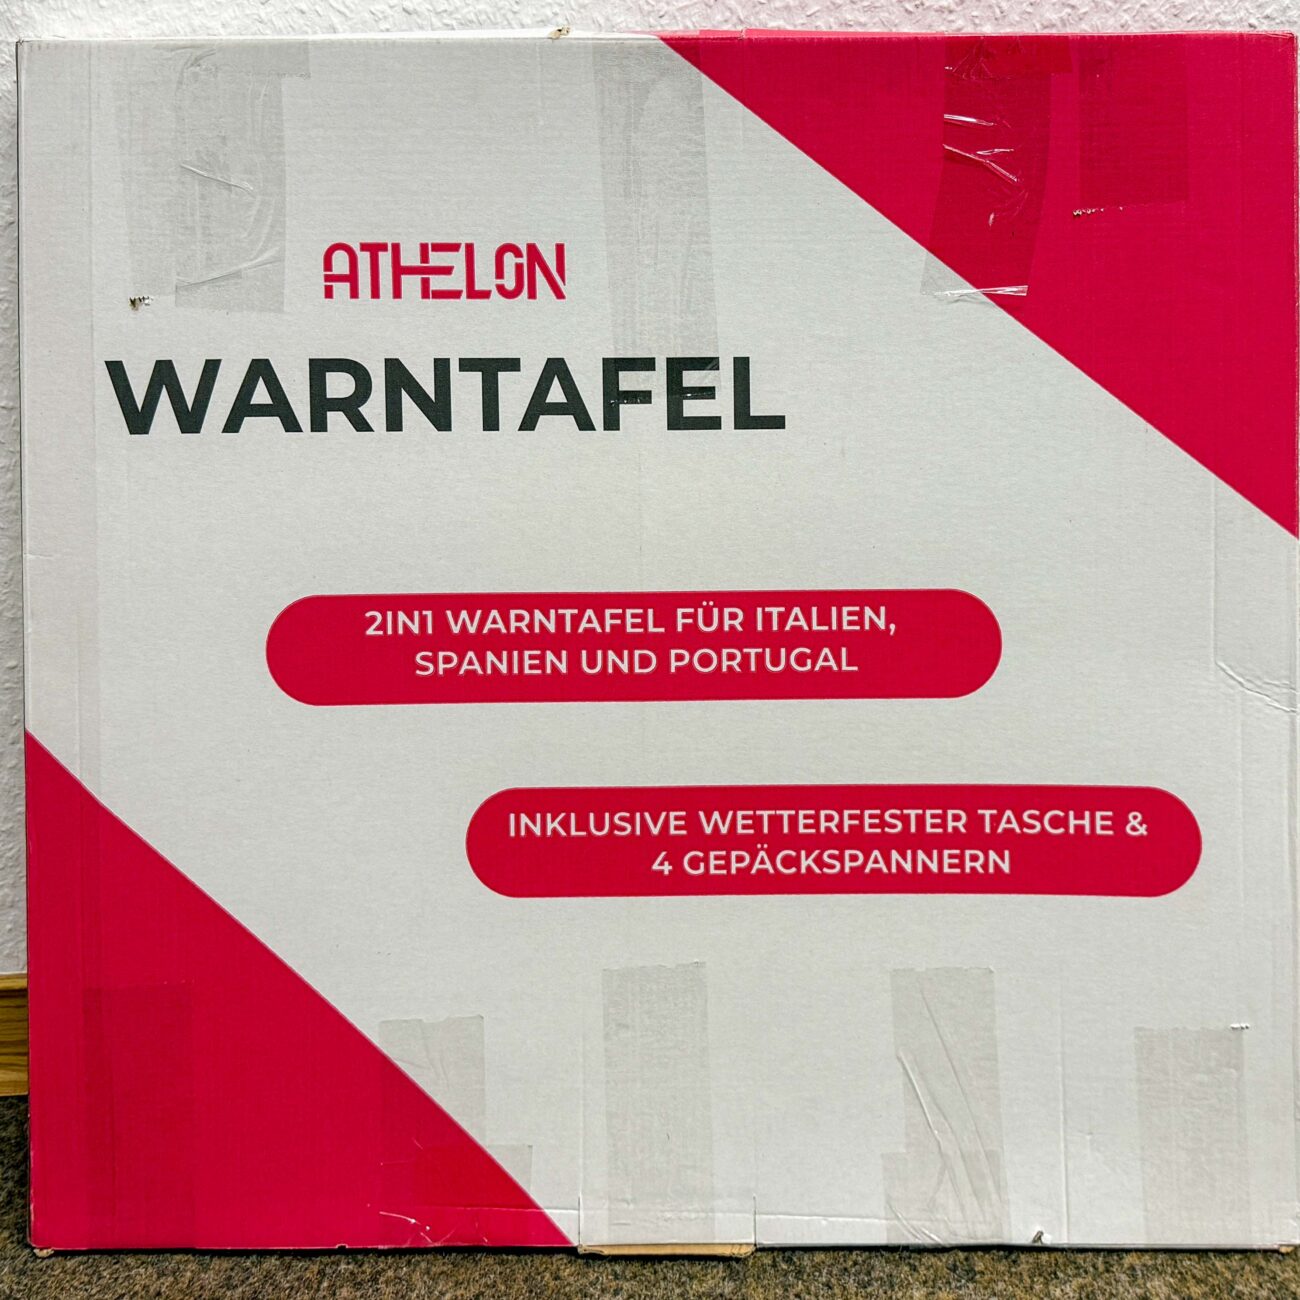 ATHELON
WARNTAFEL
2IN1 WARNTAFEL FÜR ITALIEN,
SPANIEN UND PORTUGAL
INKLUSIVE WETTERFESTER TASCHE &
4 GEPÄCKSPANNERN